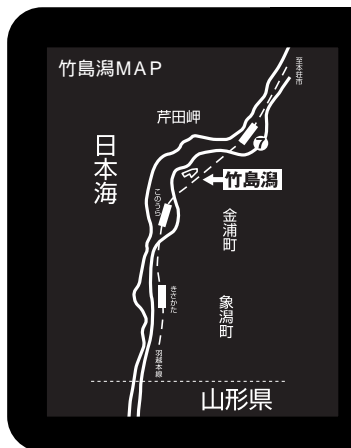 竹島潟MAP
至本荘市
芹田岬
日本海
7
竹島潟
このうら
金浦町
きさかた
象潟町
羽越本線
山形県